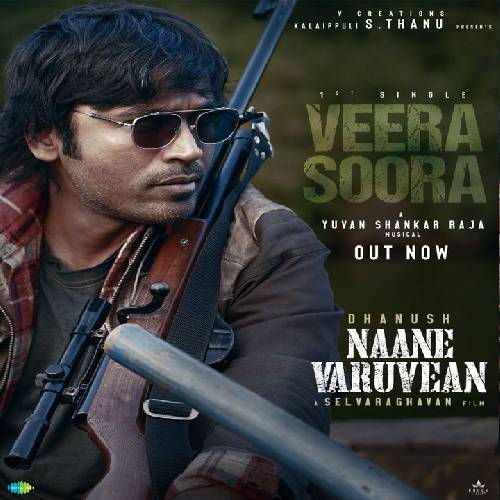 V CREATIONS
KALAIPPULI S.THANU PRESENTS
1ST SINGLE
VEERA
SOORA
A
YUVAN SHANKAR RAJA
MUSICAL
OUT NOW
DHANUSH
NAANE
VARUVEAN
A SELVARAGHAVAN FILM